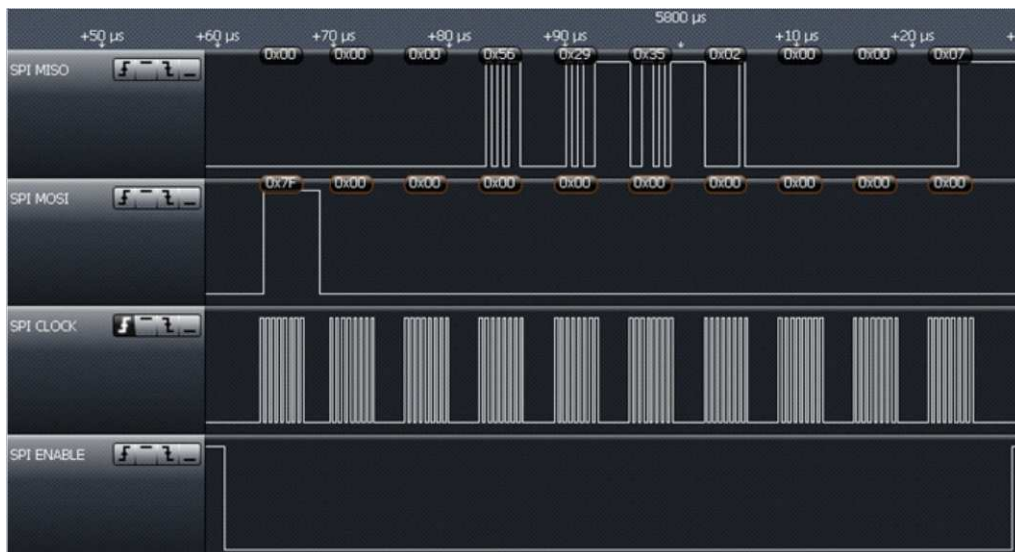 5800 µs
+50 µs +60 µs +70 µs +80 µs +90 µs +10 µs +20 µs +
SPI MISO
0x00 0x00 0x00 0x56 0x29 0x35 0x02 0x00 0x00 0x07
SPI MOSI
0x7F 0x00 0x00 0x00 0x00 0x00 0x00 0x00 0x00 0x00
SPI CLOCK
SPI ENABLE